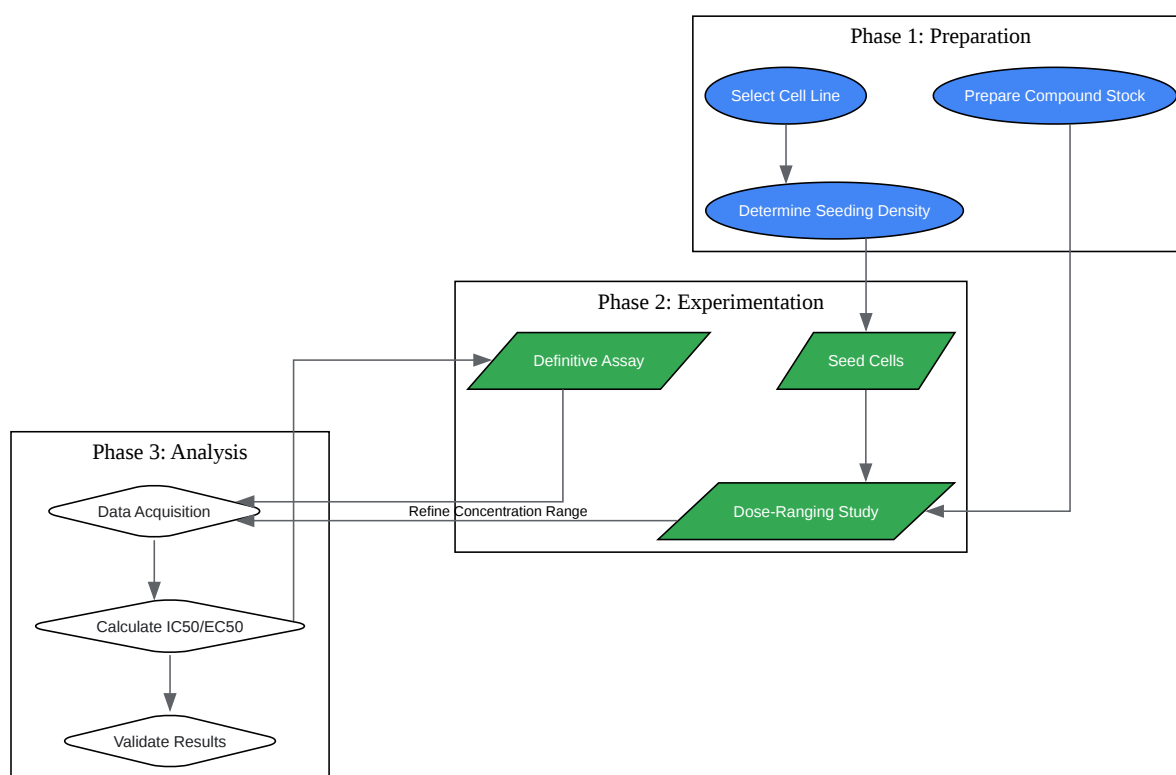 Phase 1: Preparation
Select Cell Line
Prepare Compound Stock
Determine Seeding Density
Phase 2: Experimentation
Definitive Assay
Seed Cells
Phase 3: Analysis
Data Acquisition
Refine Concentration Range
Dose-Ranging Study
Calculate IC50/EC50
Validate Results